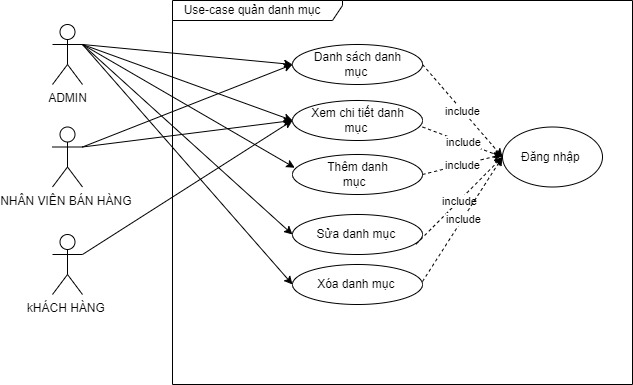 Use-case quản danh mục
ADMIN
NHÂN VIÊN BÁN HÀNG
kHÁCH HÀNG
Danh sách danh
mục
Xem chi tiết danh
mục
Thêm danh
mục
Sửa danh mục
Xóa danh mục
include
include
include
include
include
Đăng nhập